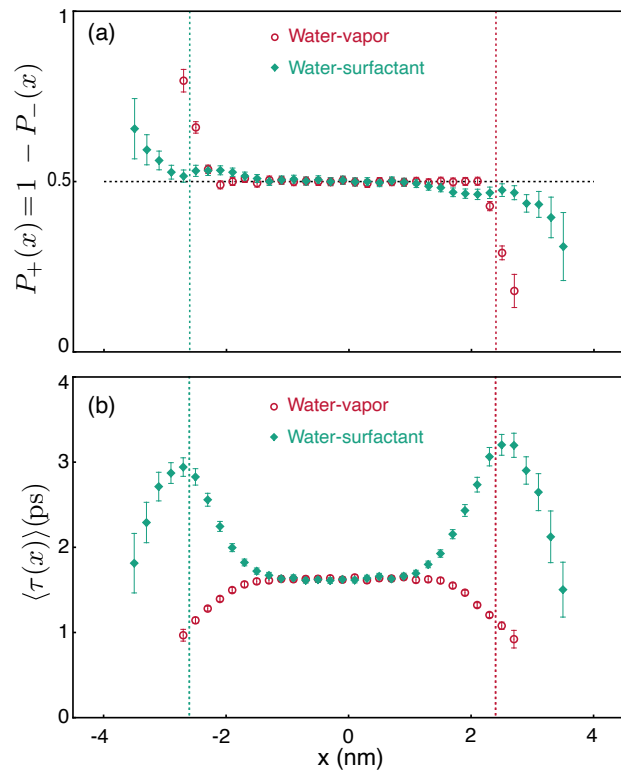 1
(a)
Water-vapor
Water-surfactant
P₊(x) = 1 − P₋(x)
0.5
0
4
(b)
Water-vapor
Water-surfactant
3
⟨τ(x)⟩(ps)
2
1
0
-4 -2 0 2 4
x (nm)